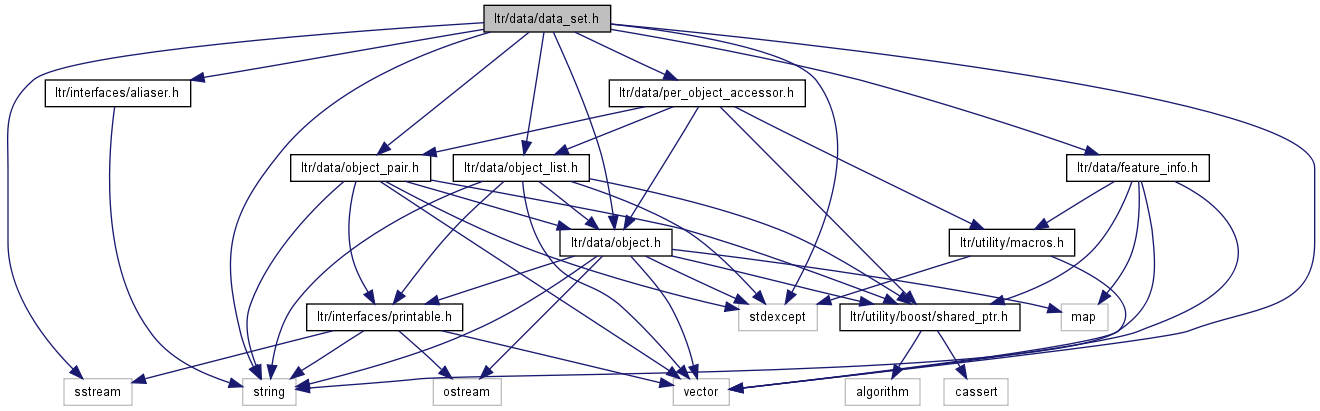 ltr/data/data_set.h
ltr/interfaces/aliaser.h
ltr/data/per_object_accessor.h
ltr/data/object_pair.h
ltr/data/object_list.h
ltr/data/feature_info.h
ltr/data/object.h
ltr/utility/macros.h
ltr/interfaces/printable.h
stdexcept
ltr/utility/boost/shared_ptr.h
map
sstream
string
ostream
vector
algorithm
cassert